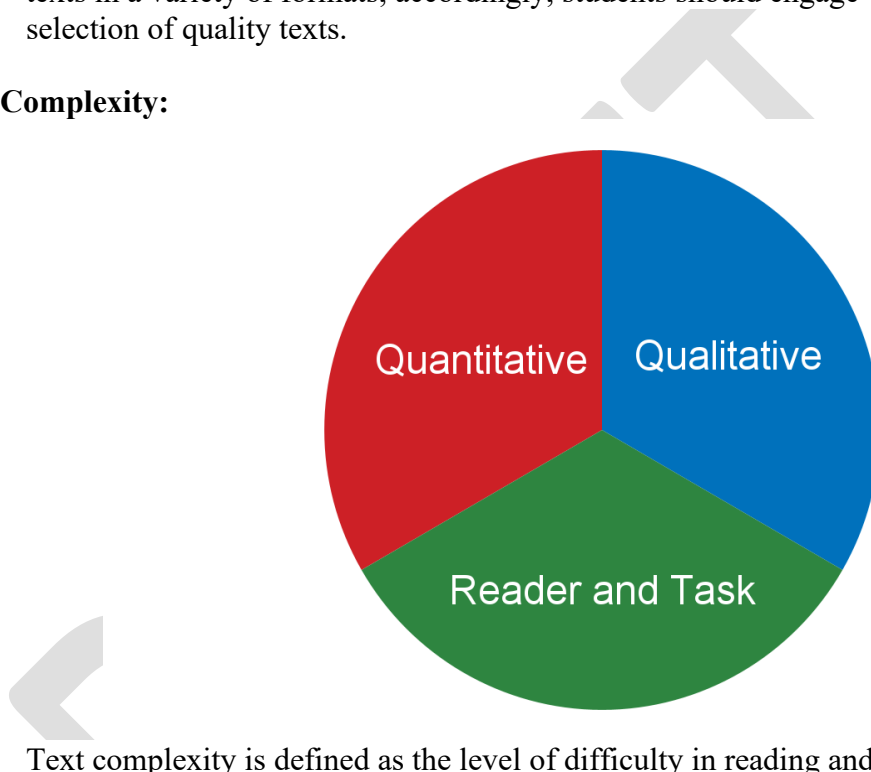 texts in a variety of formats; accordingly, students should engage
selection of quality texts.
Complexity:
Quantitative
Qualitative
Reader and Task
Text complexity is defined as the level of difficulty in reading and